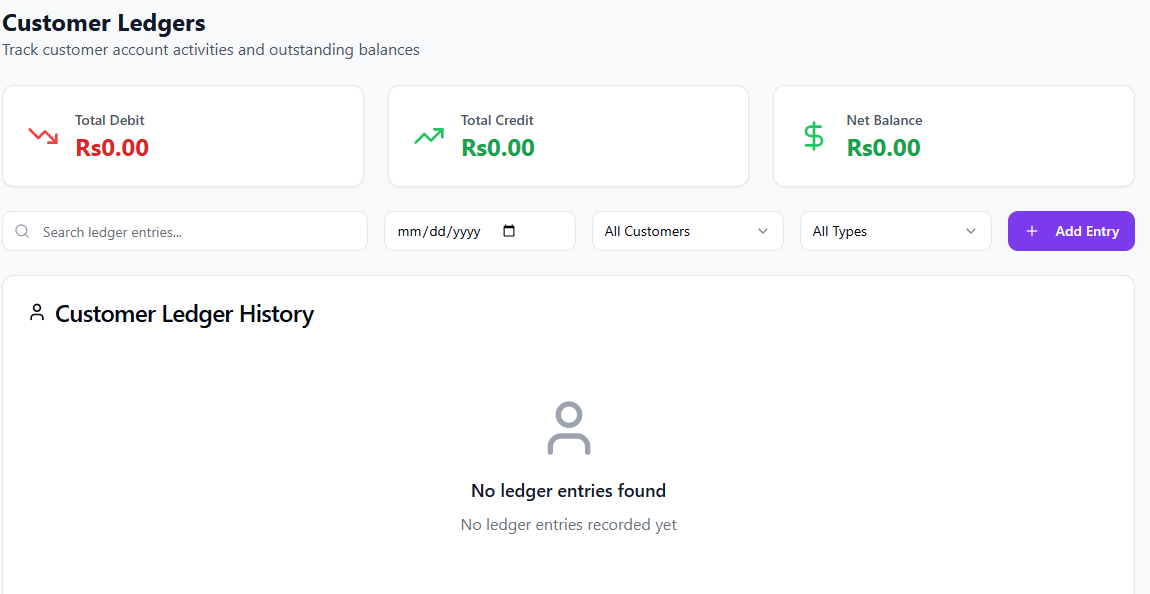 Customer Ledgers
Track customer account activities and outstanding balances
Total Debit
Rs0.00
Total Credit
Rs0.00
Net Balance
Rs0.00
Search ledger entries...
mm/dd/yyyy
All Customers
All Types
+ Add Entry
Customer Ledger History
No ledger entries found
No ledger entries recorded yet